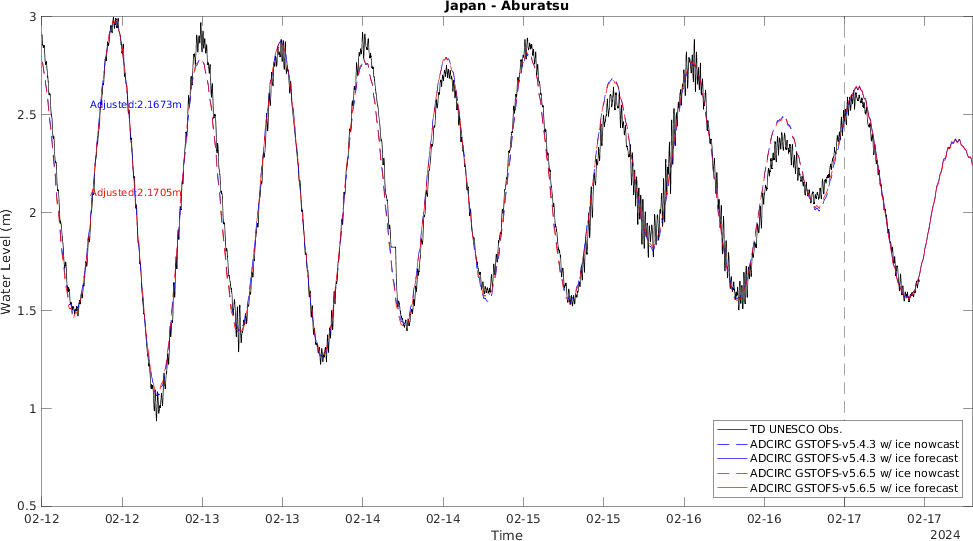 Japan - Aburatsu
3
2.5
2
1.5
1
0.5
Water Level (m)
Adjusted:2.1673m
Adjusted:2.1705m
TD UNESCO Obs.
ADCIRC GSTOFS-v5.4.3 w/ ice nowcast
ADCIRC GSTOFS-v5.4.3 w/ ice forecast
ADCIRC GSTOFS-v5.6.5 w/ ice nowcast
ADCIRC GSTOFS-v5.6.5 w/ ice forecast
02-12 02-12 02-13 02-13 02-14 02-14 02-15 02-15 02-16 02-16 02-17 02-17
Time
2024